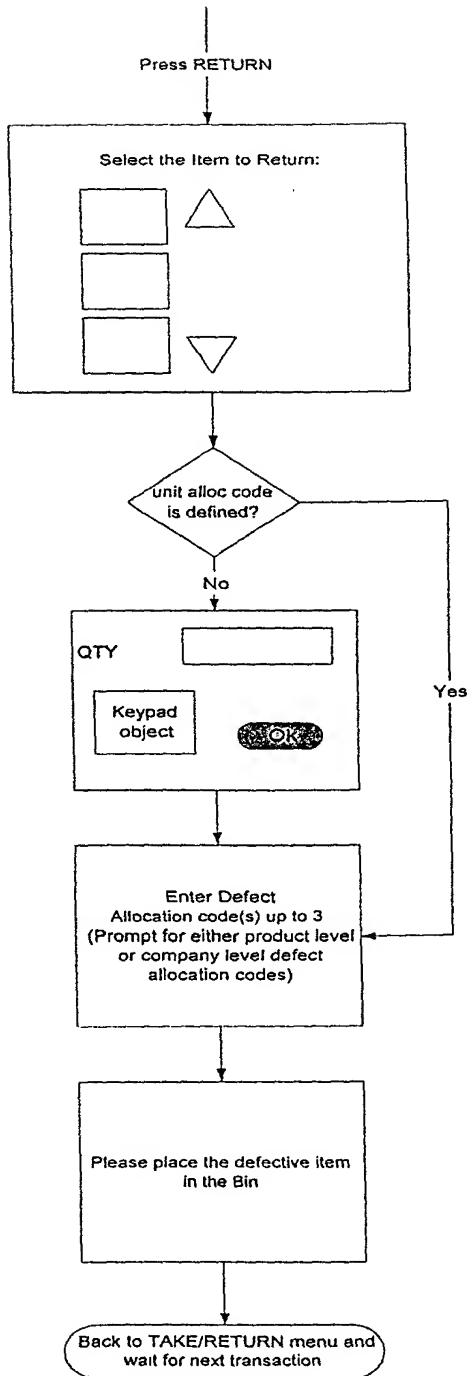 Press RETURN
Select the Item to Return:
unit alloc code
is defined?
No
QTY
Keypad
object
OK
Yes
Enter Defect
Allocation code(s) up to 3
(Prompt for either product level
or company level defect
allocation codes)
Please place the defective item
in the Bin
Back to TAKE/RETURN menu and
wait for next transaction